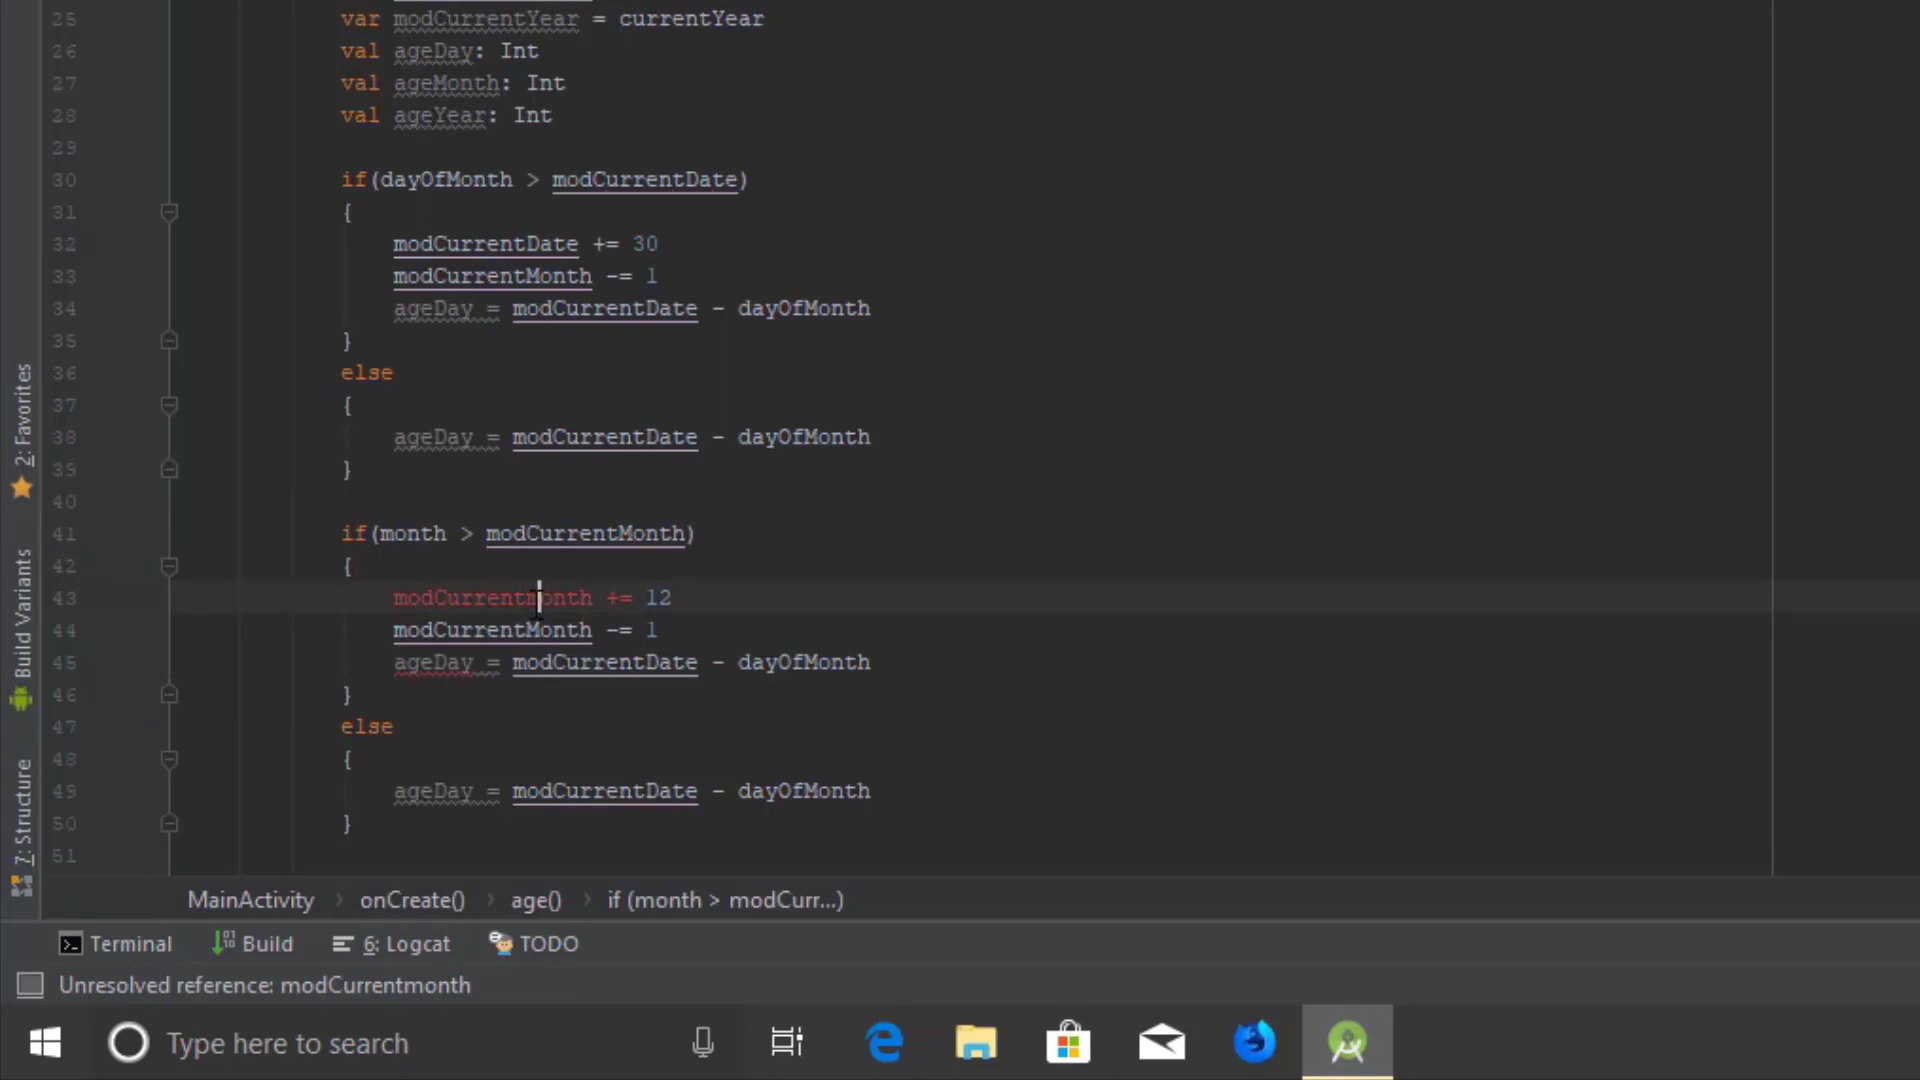 25 var modCurrentYear = currentYear
26 val ageDay: Int
27 val ageMonth: Int
28 val ageYear: Int
29
30 if(dayOfMonth > modCurrentDate)
31 {
32 modCurrentDate += 30
33 modCurrentMonth -= 1
34 ageDay = modCurrentDate - dayOfMonth
35 }
36 else
37 {
38 ageDay = modCurrentDate - dayOfMonth
39 }
40
41 if(month > modCurrentMonth)
42 {
43 modCurrentmonth += 12
44 modCurrentMonth -= 1
45 ageDay = modCurrentDate - dayOfMonth
46 }
47 else
48 {
49 ageDay = modCurrentDate - dayOfMonth
50 }
51
2: Favorites
Build Variants
7: Structure
MainActivity › onCreate() › age() › if (month > modCurr...)
Terminal Build 6: Logcat TODO
Unresolved reference: modCurrentmonth
Type here to search